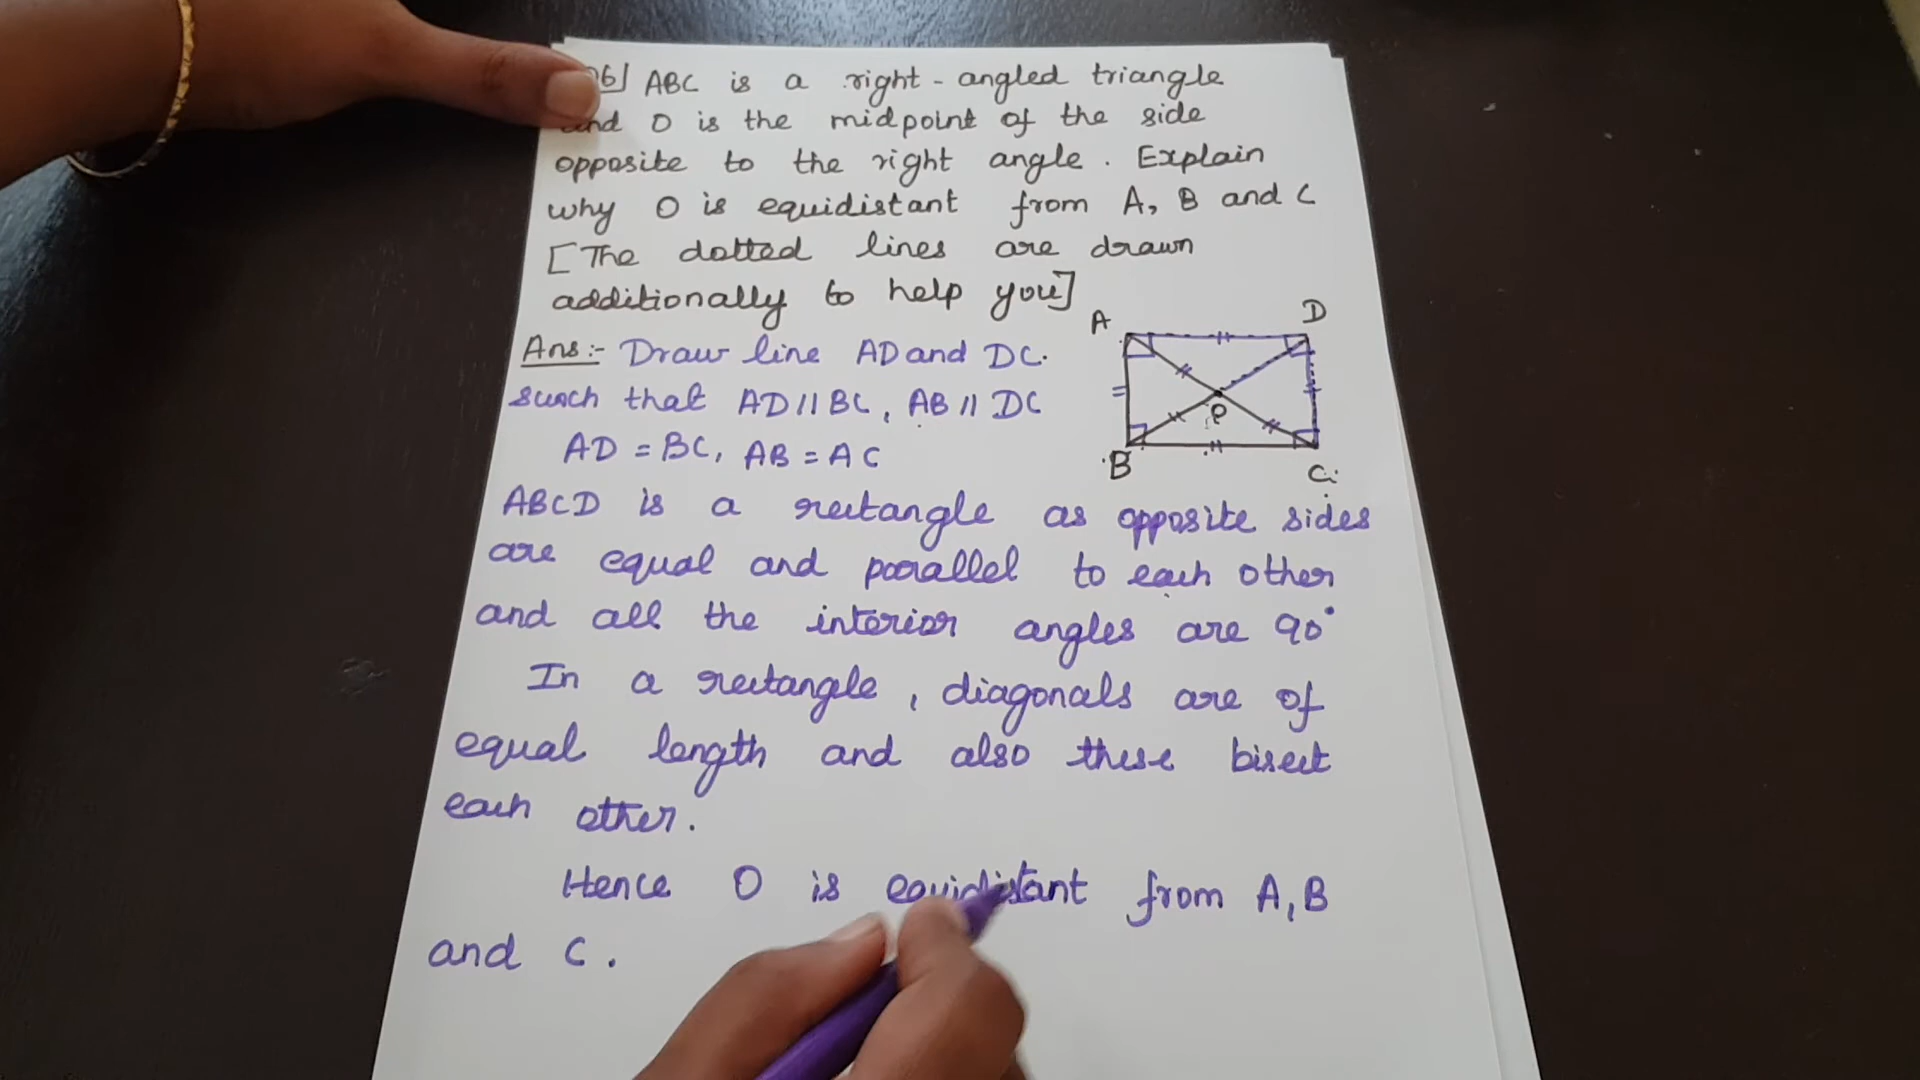 6] ABC is a right-angled triangle
and O is the midpoint of the side
opposite to the right angle. Explain
why O is equidistant from A, B and C
[The dotted lines are drawn
additionally to help you]
Ans:- Draw line AD and DC.
such that AD//BC, AB // DC
AD = BC, AB = AC
ABCD is a rectangle as opposite sides
are equal and parallel to each other
and all the interior angles are 90°
In a rectangle, diagonals are of
equal length and also these bisect
each other.
Hence O is equidistant from A, B
and C.
A D
B C